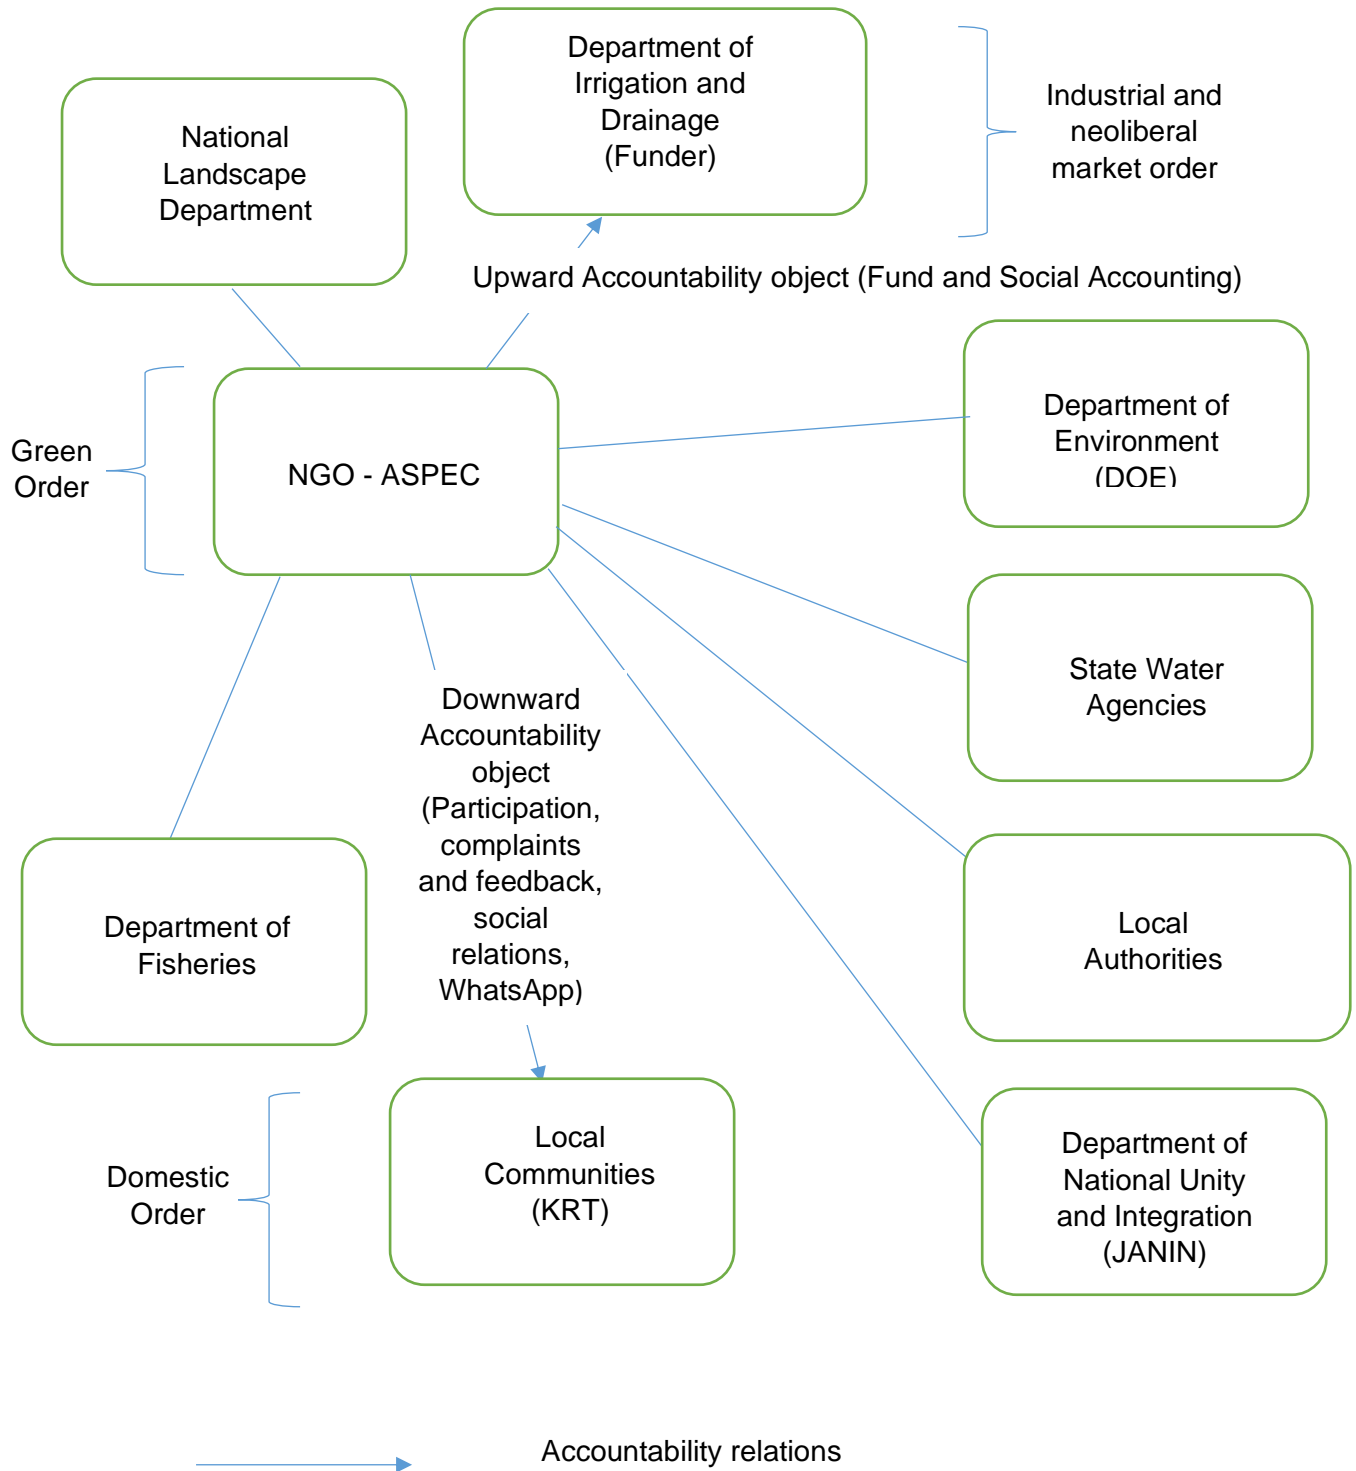 Department of
Irrigation and
Drainage
(Funder)
Industrial and
neoliberal
market order
National
Landscape
Department
Upward Accountability object (Fund and Social Accounting)
Green
Order
NGO - ASPEC
Department of
Environment
(DOE)
State Water
Agencies
Downward
Accountability
object
(Participation,
complaints
and feedback,
social
relations,
WhatsApp)
Department of
Fisheries
Local
Authorities
Domestic
Order
Local
Communities
(KRT)
Department of
National Unity
and Integration
(JANIN)
Accountability relations